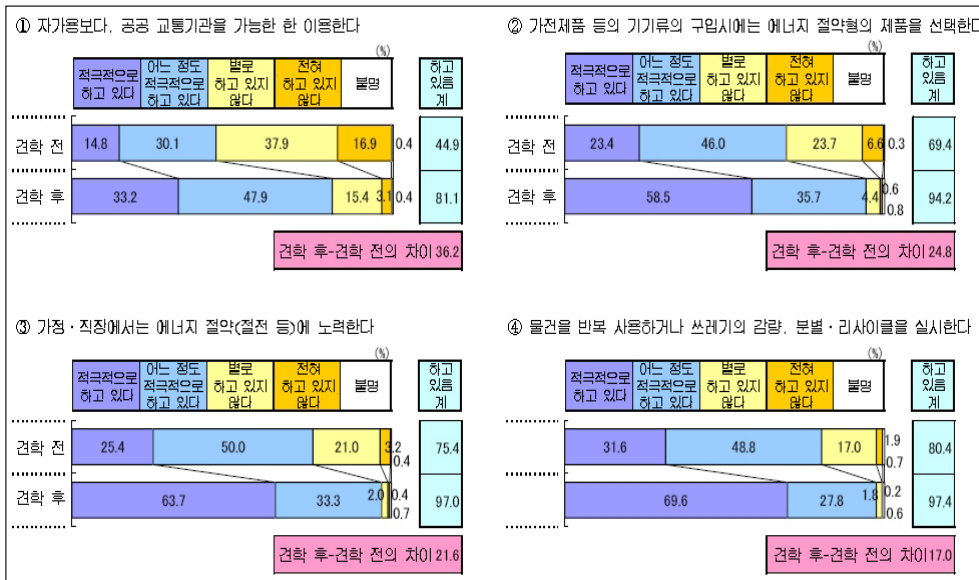 ① 자가용보다, 공공 교통기관을 가능한 한 이용한다
(%)
적극적으로 하고 있다
어느 정도 적극적으로 하고 있다
별로 하고 있지 않다
전혀 하고 있지 않다
불명
하고 있음 계
견학 전 14.8 30.1 37.9 16.9 0.4 44.9
견학 후 33.2 47.9 15.4 3.1 0.4 81.1
견학 후-견학 전의 차이 36.2
② 가전제품 등의 기기류의 구입시에는 에너지 절약형의 제품을 선택한다
(%)
적극적으로 하고 있다
어느 정도 적극적으로 하고 있다
별로 하고 있지 않다
전혀 하고 있지 않다
불명
하고 있음 계
견학 전 23.4 46.0 23.7 6.6 0.3 69.4
견학 후 58.5 35.7 4.4 0.6 0.8 94.2
견학 후-견학 전의 차이 24.8
③ 가정·직장에서는 에너지 절약(절전 등)에 노력한다
(%)
적극적으로 하고 있다
어느 정도 적극적으로 하고 있다
별로 하고 있지 않다
전혀 하고 있지 않다
불명
하고 있음 계
견학 전 25.4 50.0 21.0 3.2 0.4 75.4
견학 후 63.7 33.3 2.0 0.4 0.7 97.0
견학 후-견학 전의 차이 21.6
④ 물건을 반복 사용하거나 쓰레기의 감량, 분별·리사이클을 실시한다
(%)
적극적으로 하고 있다
어느 정도 적극적으로 하고 있다
별로 하고 있지 않다
전혀 하고 있지 않다
불명
하고 있음 계
견학 전 31.6 48.8 17.0 1.9 0.7 80.4
견학 후 69.6 27.8 1.8 0.2 0.6 97.4
견학 후-견학 전의 차이 17.0